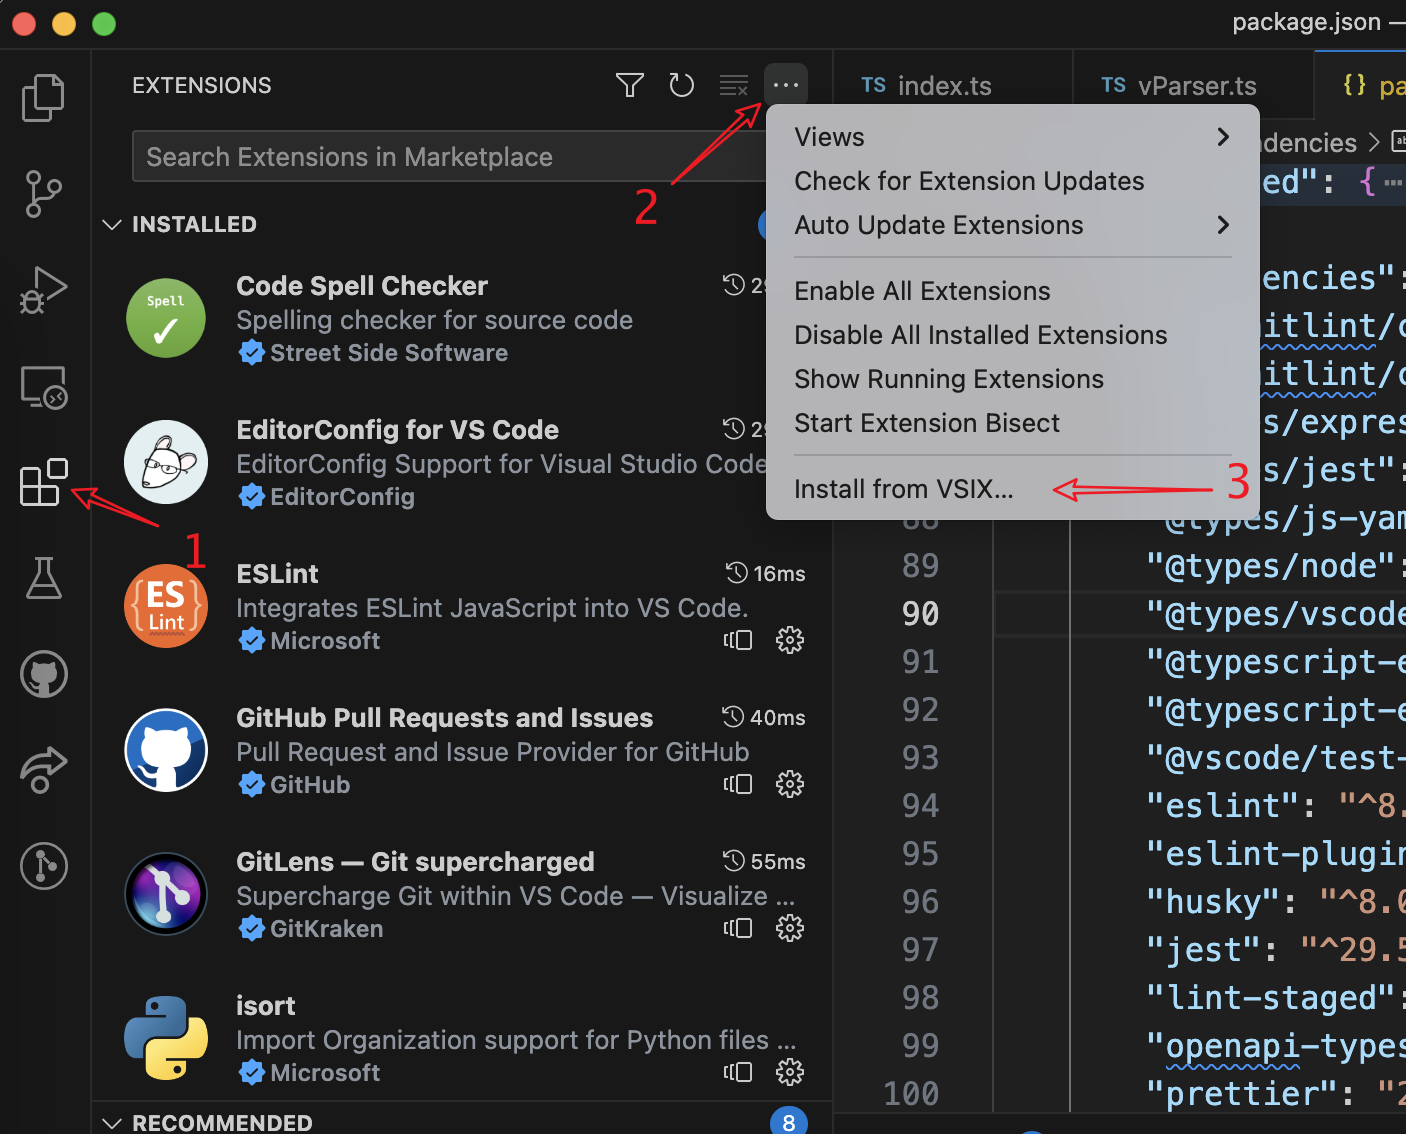 package.json —
EXTENSIONS
Search Extensions in Marketplace
INSTALLED
Spell
Code Spell Checker
Spelling checker for source code
Street Side Software
EditorConfig for VS Code
EditorConfig Support for Visual Studio Code
EditorConfig
ES
Lint
ESLint
16ms
Integrates ESLint JavaScript into VS Code.
Microsoft
GitHub Pull Requests and Issues
40ms
Pull Request and Issue Provider for GitHub
GitHub
GitLens — Git supercharged
55ms
Supercharge Git within VS Code — Visualize ...
GitKraken
isort
Import Organization support for Python files ...
Microsoft
RECOMMENDED
8
1
2
3
Views
Check for Extension Updates
Auto Update Extensions
Enable All Extensions
Disable All Installed Extensions
Show Running Extensions
Start Extension Bisect
Install from VSIX...
TS index.ts
TS vParser.ts
{} pa
dencies >
ed": {
encies":
itlint/c
itlint/c
s/expres
s/jest":
88 "@types/js-yam
89 "@types/node":
90 "@types/vscode
91 "@typescript-e
92 "@typescript-e
93 "@vscode/test-
94 "eslint": "^8.
95 "eslint-plugin
96 "husky": "^8.0
97 "jest": "^29.5
98 "lint-staged":
99 "openapi-types
100 "prettier": "2